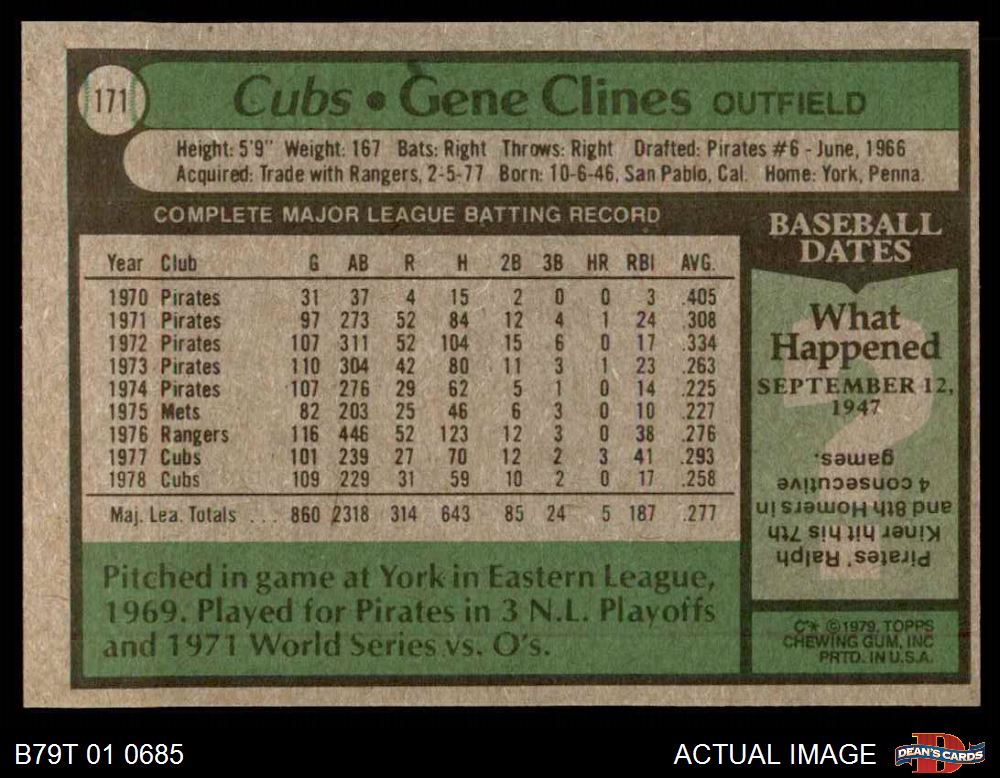 171
Cubs • Gene Clines OUTFIELD
Height: 5'9" Weight: 167 Bats: Right Throws: Right Drafted: Pirates #6 - June, 1966
Acquired: Trade with Rangers, 2-5-77 Born: 10-6-46, San Pablo, Cal. Home: York, Penna.
COMPLETE MAJOR LEAGUE BATTING RECORD
Year Club G AB R H 2B 3B HR RBI AVG.
1970 Pirates 31 37 4 15 2 0 0 3 .405
1971 Pirates 97 273 52 84 12 4 1 24 .308
1972 Pirates 107 311 52 104 15 6 0 17 .334
1973 Pirates 110 304 42 80 11 3 1 23 .263
1974 Pirates 107 276 29 62 5 1 0 14 .225
1975 Mets 82 203 25 46 6 3 0 10 .227
1976 Rangers 116 446 52 123 12 3 0 38 .276
1977 Cubs 101 239 27 70 12 2 3 41 .293
1978 Cubs 109 229 31 59 10 2 0 17 .258
Maj. Lea. Totals ... 860 2318 314 643 85 24 5 187 .277
Pitched in game at York in Eastern League,
1969. Played for Pirates in 3 N.L. Playoffs
and 1971 World Series vs. O's.
BASEBALL
DATES
What
Happened
SEPTEMBER 12,
1947
Pirates' Ralph
Kiner hit his 7th
and 8th Homers in
4 consecutive
games.
C* ©1979, TOPPS
CHEWING GUM, INC
PRTD. IN U.S.A.
B79T 01 0685
ACTUAL IMAGE
DEAN'S CARDS